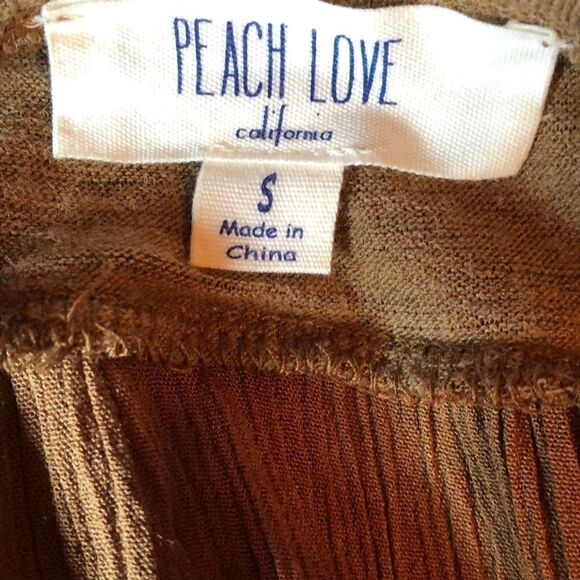 PEACH LOVE
california
S
Made in
China